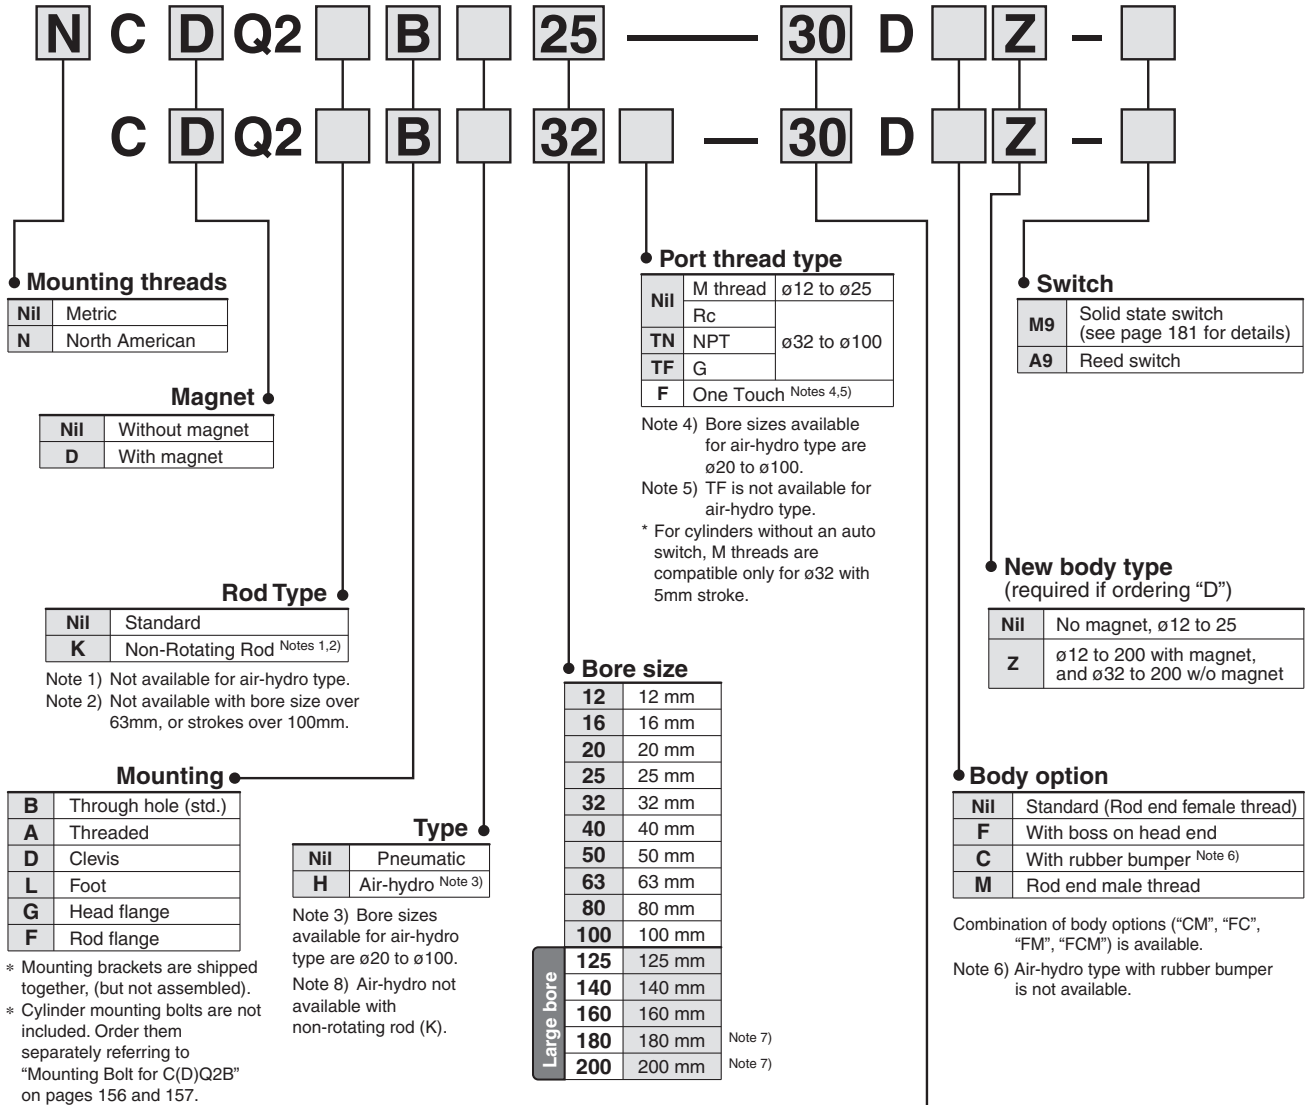 N C D Q2 B 25 — 30 D Z –
C D Q2 B 32 — 30 D Z –
Mounting threads
Nil Metric
N North American
Magnet
Nil Without magnet
D With magnet
Rod Type
Nil Standard
K Non-Rotating Rod Notes 1,2)
Note 1) Not available for air-hydro type.
Note 2) Not available with bore size over
63mm, or strokes over 100mm.
Mounting
B Through hole (std.)
A Threaded
D Clevis
L Foot
G Head flange
F Rod flange
* Mounting brackets are shipped
together, (but not assembled).
* Cylinder mounting bolts are not
included. Order them
separately referring to
“Mounting Bolt for C(D)Q2B”
on pages 156 and 157.
Type
Nil Pneumatic
H Air-hydro Note 3)
Note 3) Bore sizes
available for air-hydro
type are ø20 to ø100.
Note 8) Air-hydro not
available with
non-rotating rod (K).
Bore size
12 12 mm
16 16 mm
20 20 mm
25 25 mm
32 32 mm
40 40 mm
50 50 mm
63 63 mm
80 80 mm
100 100 mm
Large bore
125 125 mm
140 140 mm
160 160 mm
180 180 mm Note 7)
200 200 mm Note 7)
Port thread type
Nil M thread ø12 to ø25
Rc
TN NPT ø32 to ø100
TF G
F One Touch Notes 4,5)
Note 4) Bore sizes available
for air-hydro type are
ø20 to ø100.
Note 5) TF is not available for
air-hydro type.
* For cylinders without an auto
switch, M threads are
compatible only for ø32 with
5mm stroke.
Switch
M9 Solid state switch
(see page 181 for details)
A9 Reed switch
New body type
(required if ordering “D”)
Nil No magnet, ø12 to 25
Z ø12 to 200 with magnet,
and ø32 to 200 w/o magnet
Body option
Nil Standard (Rod end female thread)
F With boss on head end
C With rubber bumper Note 6)
M Rod end male thread
Combination of body options (“CM”, “FC”,
“FM”, “FCM”) is available.
Note 6) Air-hydro type with rubber bumper
is not available.